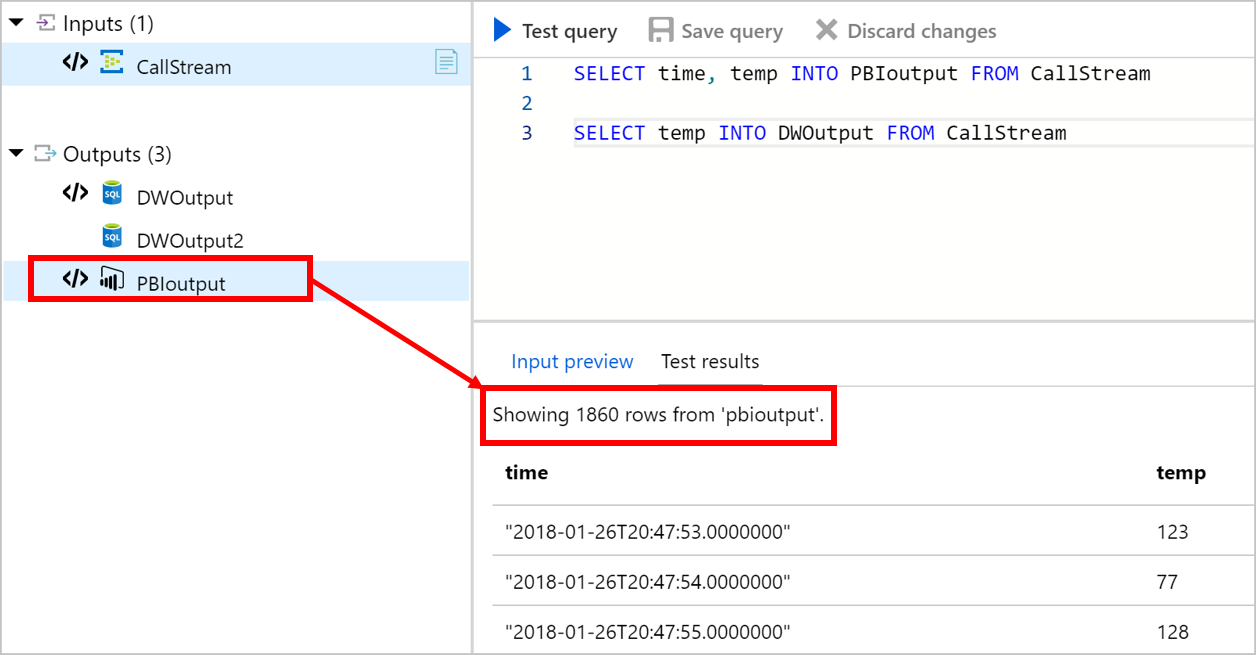 Inputs (1)
</> CallStream
Outputs (3)
</> SQL DWOutput
SQL DWOutput2
</> PBIoutput
Test query Save query Discard changes
1 SELECT time, temp INTO PBIoutput FROM CallStream
2
3 SELECT temp INTO DWOutput FROM CallStream
Input preview Test results
Showing 1860 rows from 'pbioutput'.
time temp
"2018-01-26T20:47:53.0000000" 123
"2018-01-26T20:47:54.0000000" 77
"2018-01-26T20:47:55.0000000" 128